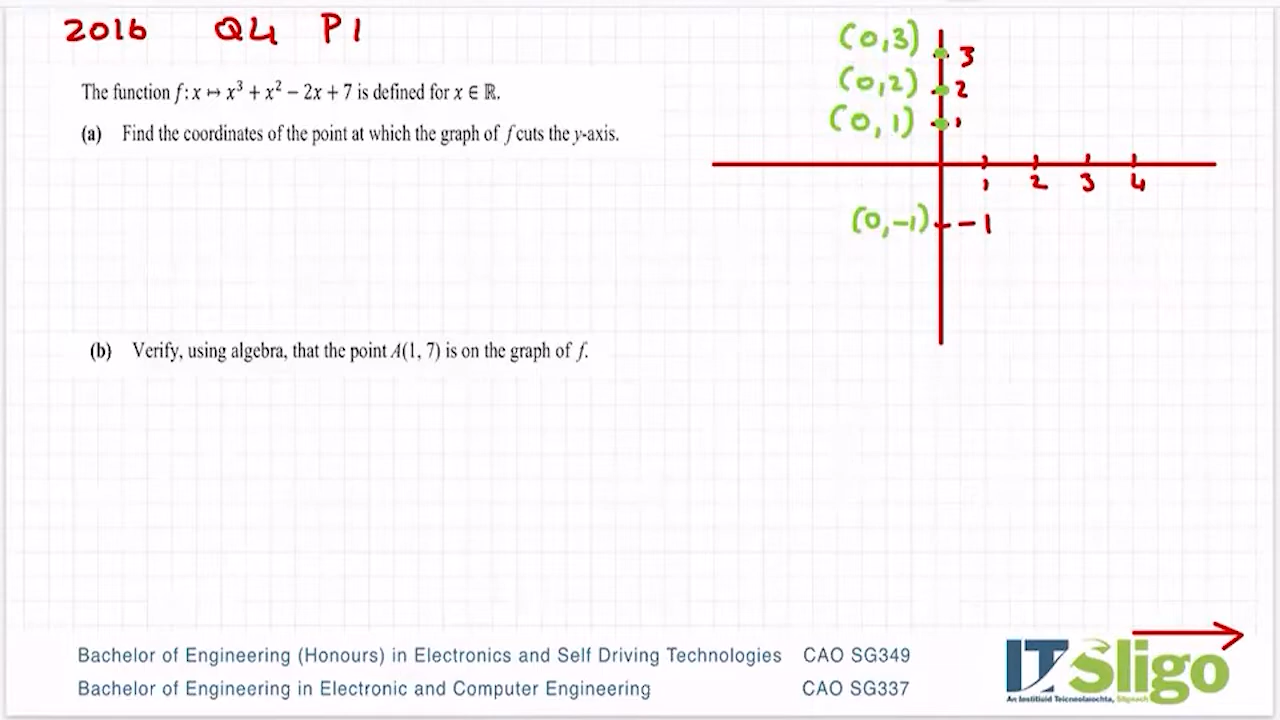 2016 Q4 P1
The function f : x ↦ x³ + x² − 2x + 7 is defined for x ∈ ℝ.
(a) Find the coordinates of the point at which the graph of f cuts the y-axis.
(0,3) 3
(0,2) 2
(0,1) 1
1 2 3 4
(0,-1) -1
(b) Verify, using algebra, that the point A(1, 7) is on the graph of f.
Bachelor of Engineering (Honours) in Electronics and Self Driving Technologies CAO SG349
Bachelor of Engineering in Electronic and Computer Engineering CAO SG337
IT Sligo
An Institiúid Teicneolaíochta, Sligeach